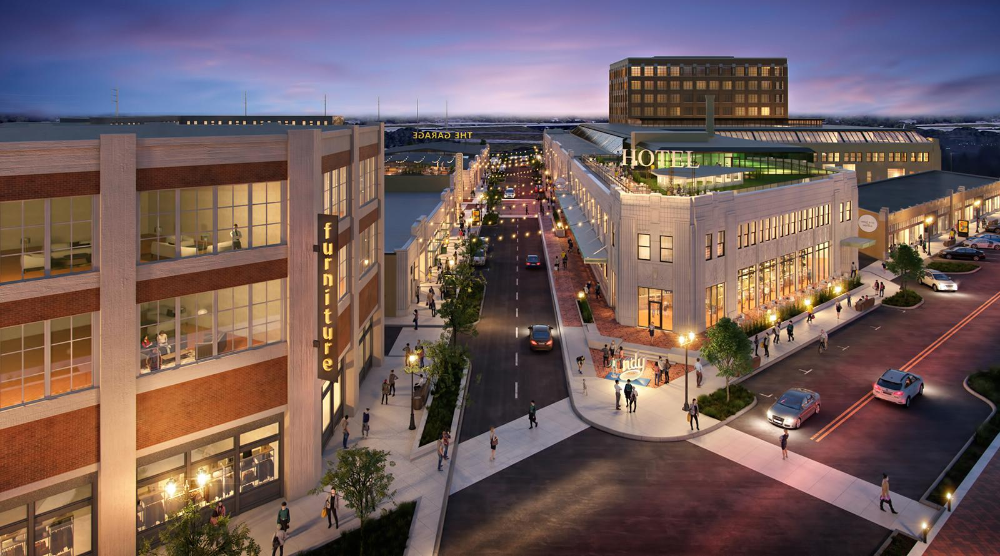 THE GARAGE
HOTEL
furniture
indy